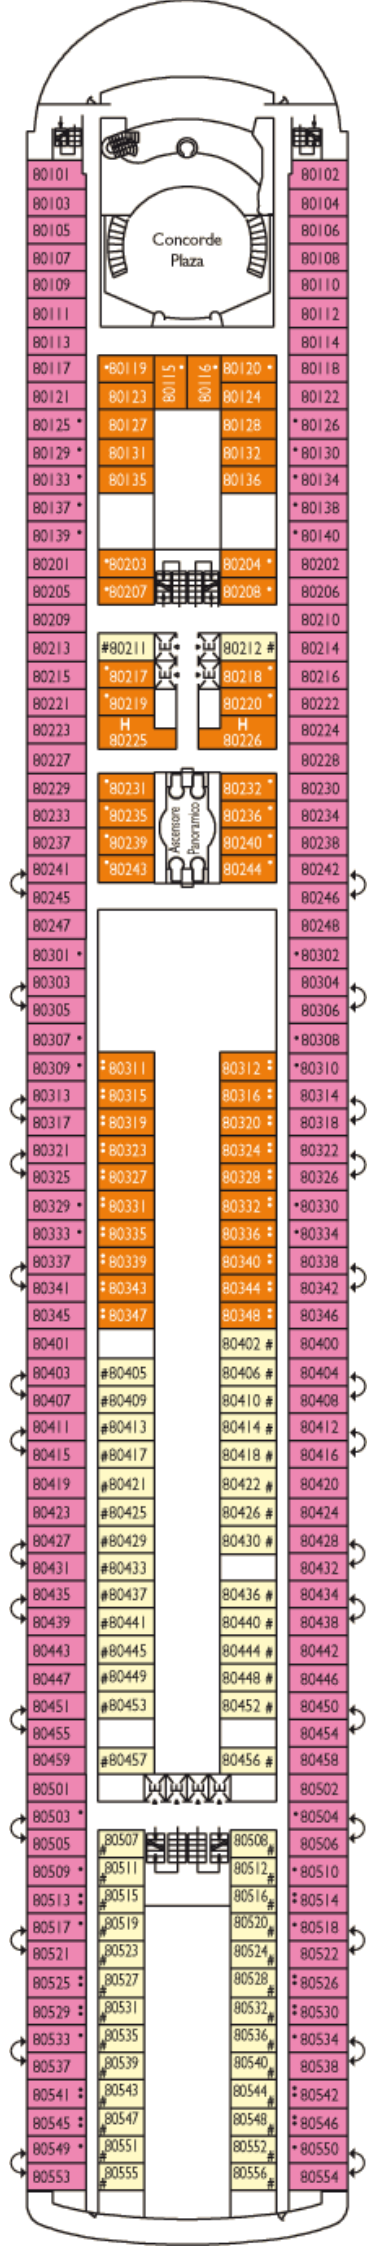 80101 80102
80103 80104
80105 80106
Concorde
Plaza
80107 80108
80109 80110
80111 80112
80113 80114
80117 •80119 80115 • 80116 • 80120 • 80118
80121 80123 80124 80122
80125 • 80127 80128 •80126
80129 • 80131 80132 •80130
80133 • 80135 80136 •80134
80137 • •80138
80139 • •80140
80201 •80203 80204 • 80202
80205 •80207 80208 • 80206
80209 80210
80213 #80211 E E 80212 # 80214
80215 •80217 E E 80218 • 80216
80221 •80219 80220 • 80222
80223 H 80225 H 80226 80224
80227 80228
80229 •80231 80232 • 80230
80233 •80235 80236 • 80234
Ascensore
Panoramico
80237 •80239 80240 • 80238
80241 •80243 80244 • 80242
80245 80246
80247 80248
80301 • •80302
80303 80304
80305 80306
80307 • •80308
80309 • :80311 80312 : •80310
80313 :80315 80316 : 80314
80317 :80319 80320 : 80318
80321 :80323 80324 : 80322
80325 :80327 80328 : 80326
80329 • :80331 80332 : •80330
80333 • :80335 80336 : •80334
80337 :80339 80340 : 80338
80341 :80343 80344 : 80342
80345 :80347 80348 : 80346
80401 80402 # 80400
80403 #80405 80406 # 80404
80407 #80409 80410 # 80408
80411 #80413 80414 # 80412
80415 #80417 80418 # 80416
80419 #80421 80422 # 80420
80423 #80425 80426 # 80424
80427 #80429 80430 # 80428
80431 #80433 80432
80435 #80437 80436 # 80434
80439 #80441 80440 # 80438
80443 #80445 80444 # 80442
80447 #80449 80448 # 80446
80451 #80453 80452 # 80450
80455 80454
80459 #80457 80456 # 80458
80501 E E E E 80502
80503 • •80504
80505 #80507 80508# 80506
80509 • #80511 80512# •80510
80513 : #80515 80516# :80514
80517 • #80519 80520# •80518
80521 #80523 80524# 80522
80525 : #80527 80528# :80526
80529 : #80531 80532# :80530
80533 • #80535 80536# •80534
80537 #80539 80540# 80538
80541 : #80543 80544# :80542
80545 : #80547 80548# :80546
80549 • #80551 80552# •80550
80553 #80555 80556# 80554